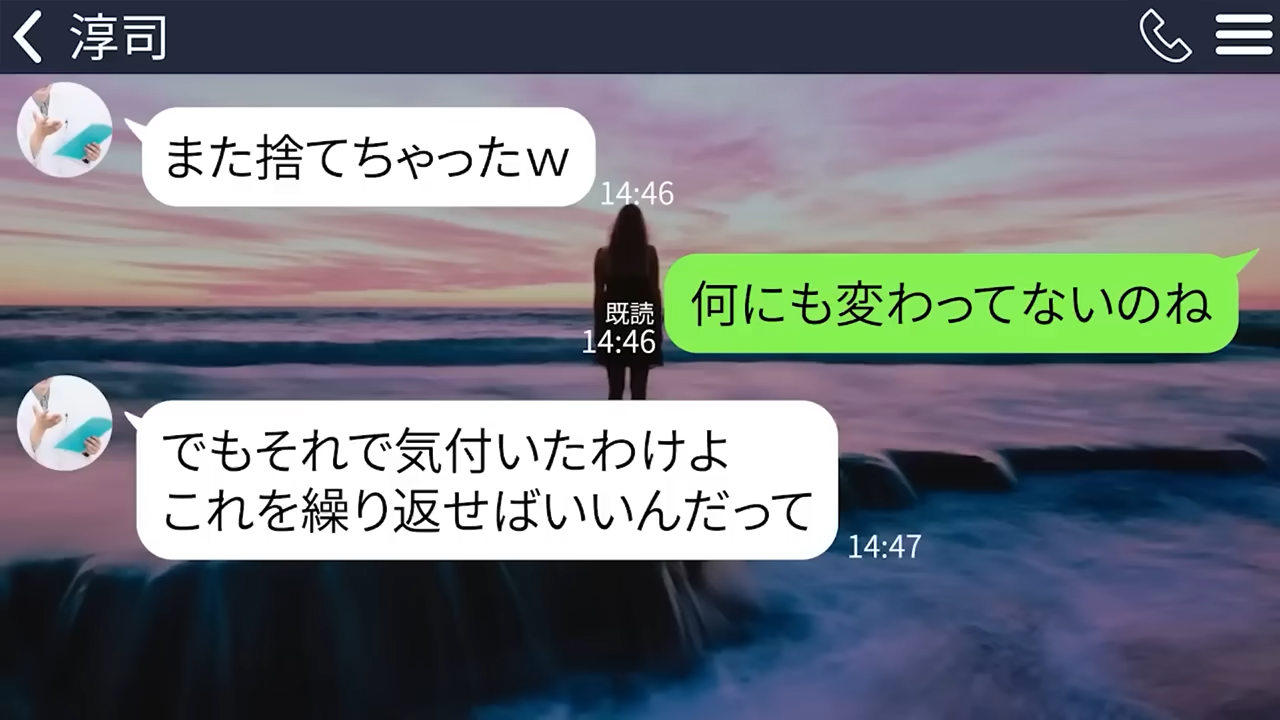 淳司
また捨てちゃったw
14:46
何にも変わってないのね
既読
14:46
でもそれで気付いたわけよ
これを繰り返せばいいんだって
14:47